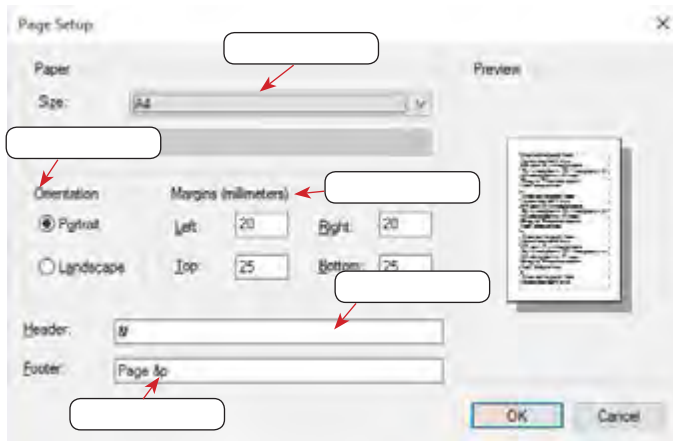 Page Setup
Paper
Preview
Size:
A4
Orientation
Margins (millimeters)
Portrait
Left:
20
Right:
20
Landscape
Top:
25
Bottom:
25
Header:
&f
Footer:
Page &p
OK
Cancel